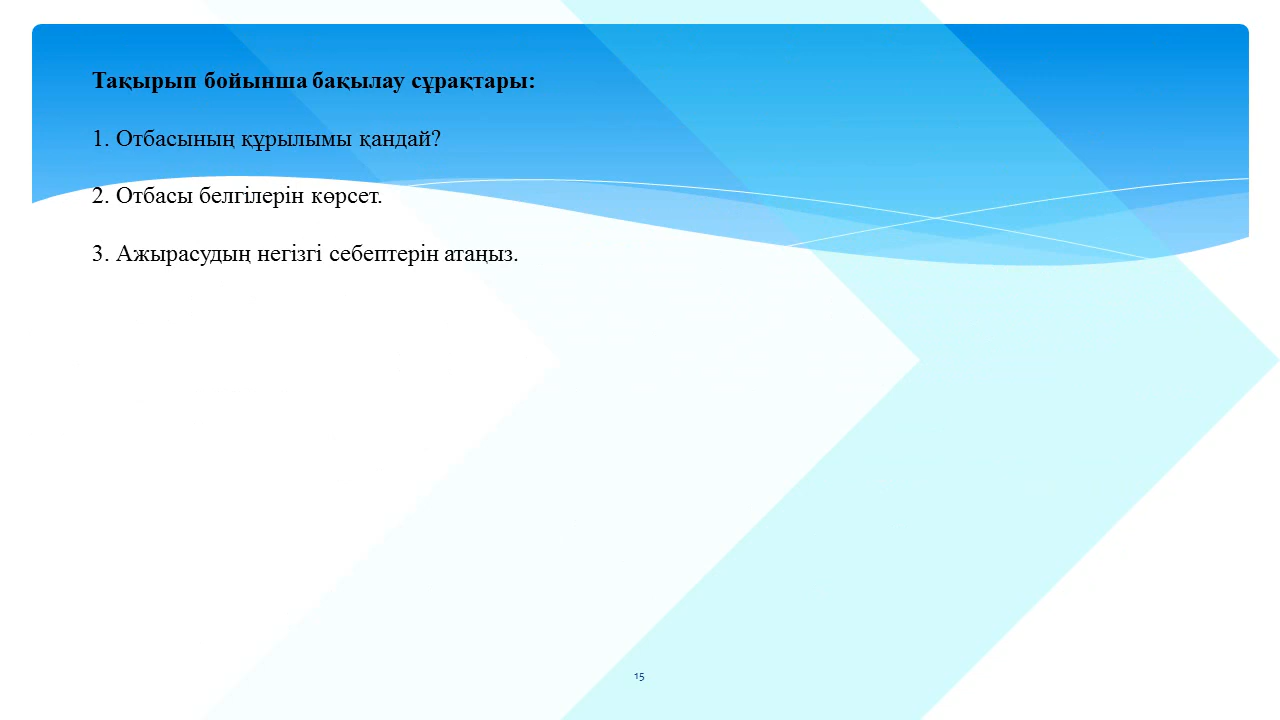 Тақырып бойынша бақылау сұрақтары:
1. Отбасының құрылымы қандай?
2. Отбасы белгілерін көрсет.
3. Ажырасудың негізгі себептерін атаңыз.
15